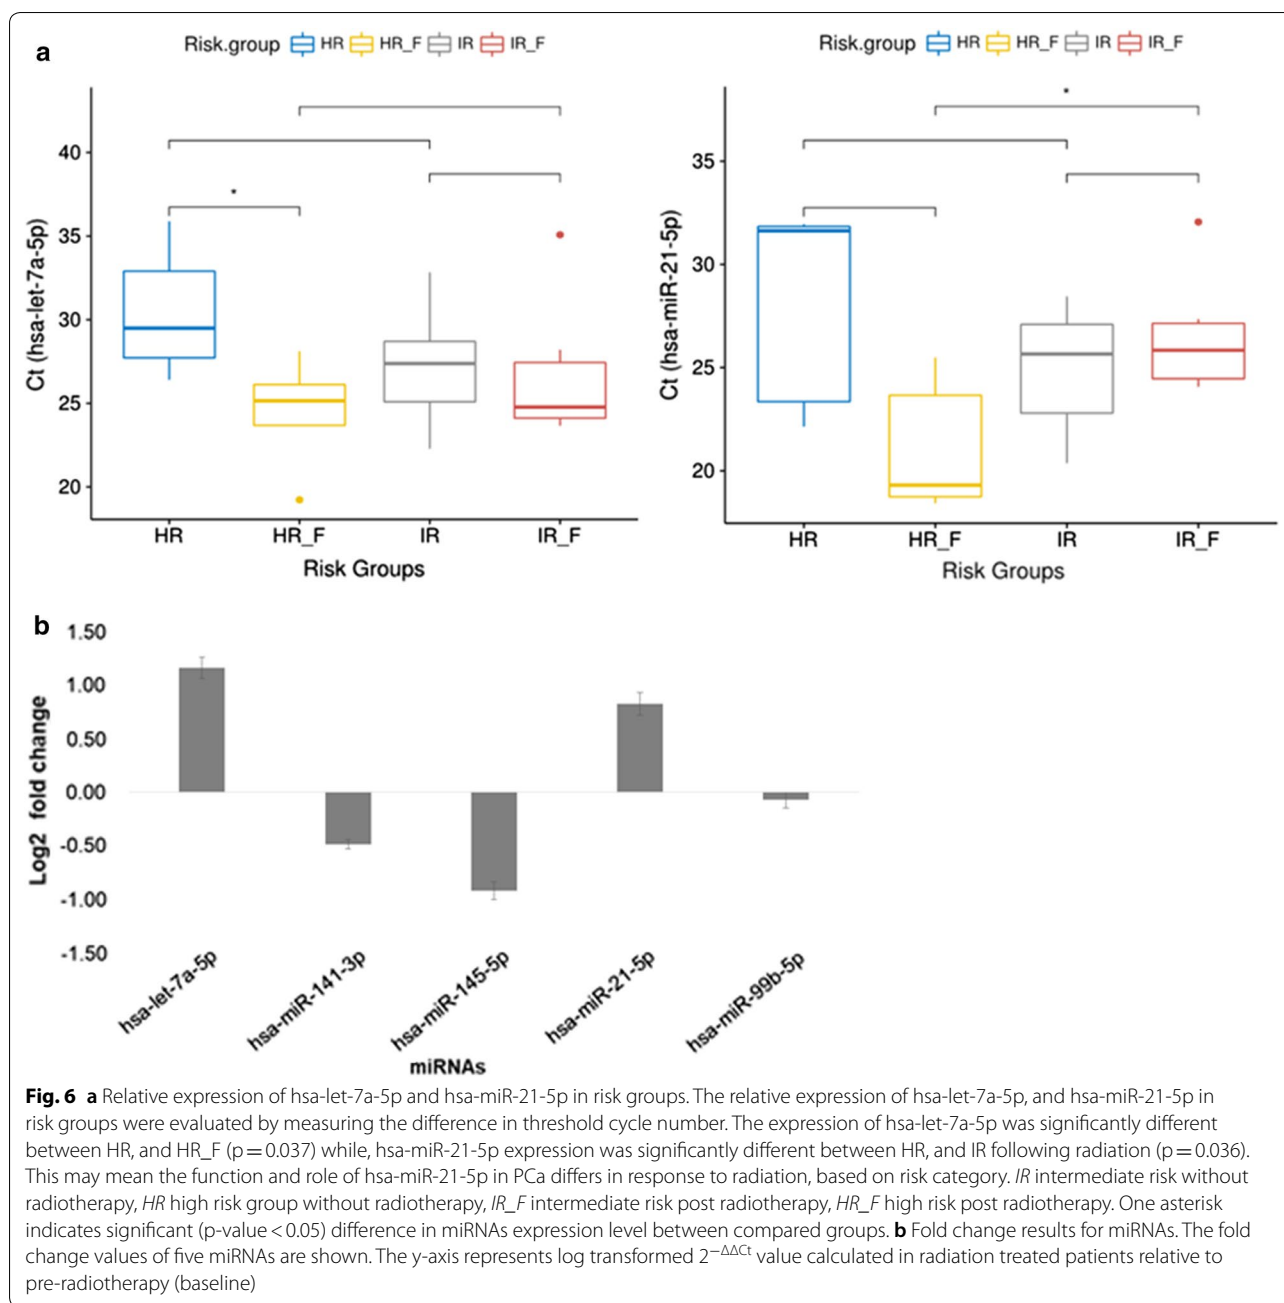 a
Risk.group HR HR_F IR IR_F
40
35
30
25
20
Ct (hsa-let-7a-5p)
*
HR HR_F IR IR_F
Risk Groups
Risk.group HR HR_F IR IR_F
35
30
25
20
Ct (hsa-miR-21-5p)
*
HR HR_F IR IR_F
Risk Groups
b
1.50
1.00
0.50
0.00
-0.50
-1.00
-1.50
Log2 fold change
hsa-let-7a-5p
hsa-miR-141-3p
hsa-miR-145-5p
hsa-miR-21-5p
hsa-miR-99b-5p
miRNAs
Fig. 6 a Relative expression of hsa-let-7a-5p and hsa-miR-21-5p in risk groups. The relative expression of hsa-let-7a-5p, and hsa-miR-21-5p in
risk groups were evaluated by measuring the difference in threshold cycle number. The expression of hsa-let-7a-5p was significantly different
between HR, and HR_F (p = 0.037) while, hsa-miR-21-5p expression was significantly different between HR, and IR following radiation (p = 0.036).
This may mean the function and role of hsa-miR-21-5p in PCa differs in response to radiation, based on risk category. IR intermediate risk without
radiotherapy, HR high risk group without radiotherapy, IR_F intermediate risk post radiotherapy, HR_F high risk post radiotherapy. One asterisk
indicates significant (p-value < 0.05) difference in miRNAs expression level between compared groups. b Fold change results for miRNAs. The fold
change values of five miRNAs are shown. The y-axis represents log transformed 2−ΔΔCt value calculated in radiation treated patients relative to
pre-radiotherapy (baseline)